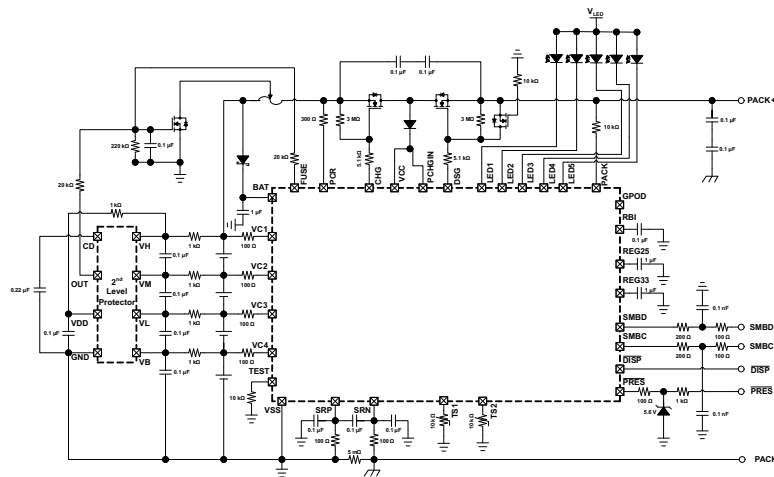 VLED
0.1 µF
0.1 µF
10 kΩ
PACK+
300 Ω
3 MΩ
3 MΩ
10 kΩ
0.1 µF
0.1 µF
220 kΩ
0.1 µF
20 kΩ
20 kΩ
5.1 kΩ
5.1 kΩ
BAT
FUSE
PCR
CHG
VCC
PCHGIN
DSG
LED1
LED2
LED3
LED4
LED5
PACK
1 µF
1 kΩ
GPOD
RBI
0.1 µF
CD
VH
0.1 µF
1 kΩ
VC1
100 Ω
REG25
1 µF
OUT
2nd
Level
Protector
VM
0.1 µF
1 kΩ
VC2
100 Ω
REG33
1 µF
0.22 µF
VDD
VL
0.1 µF
1 kΩ
VC3
100 Ω
0.1 nF
0.1 µF
SMBD
200 Ω
100 Ω
SMBD
GND
VB
0.1 µF
1 kΩ
VC4
100 Ω
SMBC
200 Ω
100 Ω
SMBC
TEST
DISP
DISP
10 kΩ
VSS
PRES
100 Ω
1 kΩ
PRES
5.6 V
0.1 nF
SRP
SRN
TS1
TS2
0.1 µF
0.1 µF
0.1 µF
10 kΩ
10 kΩ
100 Ω
100 Ω
5 mΩ
PACK